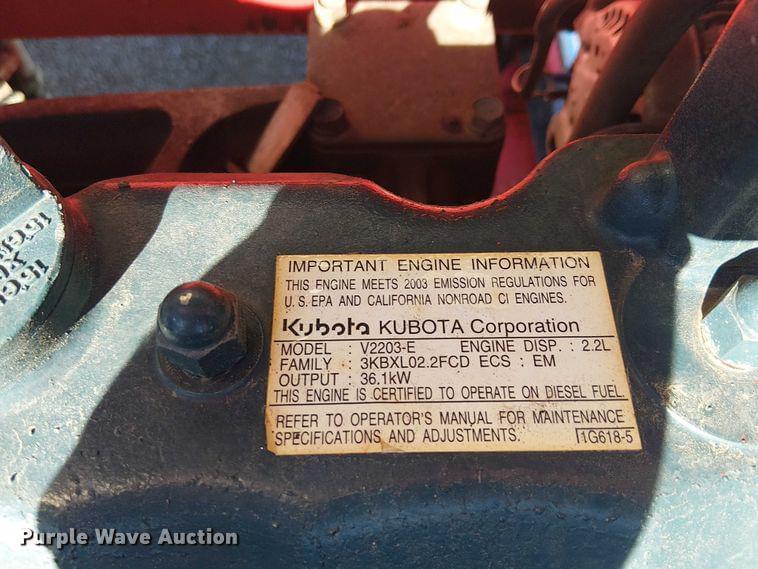 IMPORTANT ENGINE INFORMATION
THIS ENGINE MEETS 2003 EMISSION REGULATIONS FOR
U.S. EPA AND CALIFORNIA NONROAD CI ENGINES.
Kubota KUBOTA Corporation
MODEL : V2203-E ENGINE DISP. : 2.2L
FAMILY : 3KBXL02.2FCD ECS : EM
OUTPUT : 36.1kW
THIS ENGINE IS CERTIFIED TO OPERATE ON DIESEL FUEL.
REFER TO OPERATOR'S MANUAL FOR MAINTENANCE
SPECIFICATIONS AND ADJUSTMENTS. 1G618-5
Purple Wave Auction